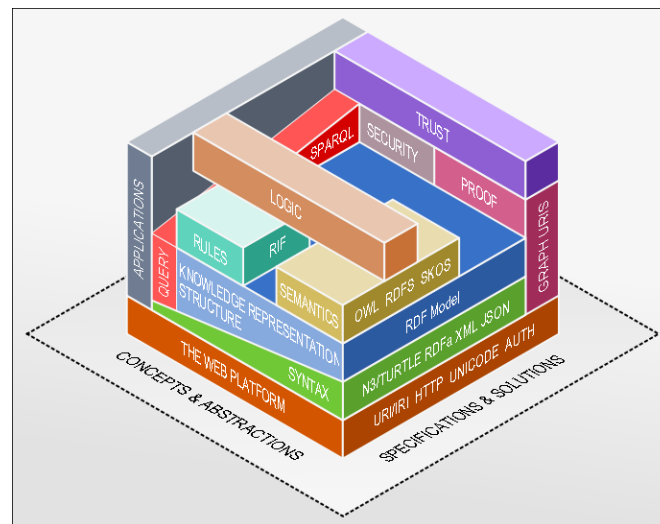 TRUST
SPARQL
SECURITY
PROOF
LOGIC
APPLICATIONS
RULES
RIF
GRAPH URIS
QUERY
KNOWLEDGE REPRESENTATION
STRUCTURE
SEMANTICS
OWL RDFS SKOS
RDF Model
SYNTAX
N3/TURTLE RDFa XML JSON
THE WEB PLATFORM
URI/IRI HTTP UNICODE AUTH
CONCEPTS & ABSTRACTIONS
SPECIFICATIONS & SOLUTIONS